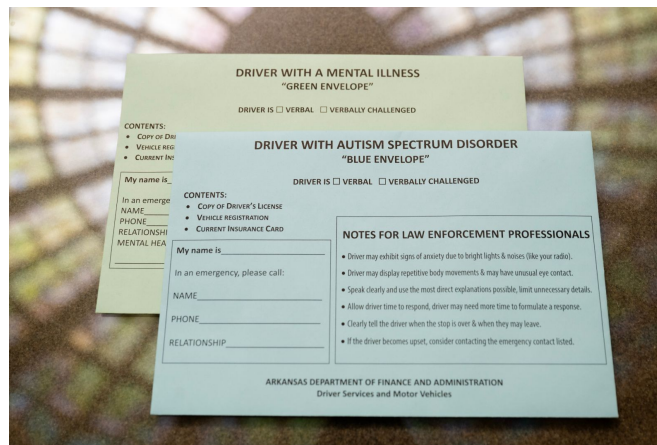 DRIVER WITH A MENTAL ILLNESS
"GREEN ENVELOPE"
DRIVER IS ☐ VERBAL ☐ VERBALLY CHALLENGED
CONTENTS:
• COPY OF
• VEHICLE
• CURRENT
My name is
In an
NAME
PHONE
MENTAL
DRIVER WITH AUTISM SPECTRUM DISORDER
"BLUE ENVELOPE"
DRIVER IS ☐ VERBAL ☐ VERBALLY CHALLENGED
CONTENTS:
• COPY OF DRIVER'S LICENSE
• VEHICLE REGISTRATION
• CURRENT INSURANCE CARD
My name is
In an emergency, please call:
NAME
PHONE
RELATIONSHIP
NOTES FOR LAW ENFORCEMENT PROFESSIONALS
• Driver may exhibit signs of anxiety due to bright lights & noises (like your radio).
• Driver may display repetitive body movements & may have unusual eye contact.
• Speak clearly and use the most direct explanations possible, limit unnecessary details.
• Allow driver time to respond, driver may need more time to formulate a response.
• Clearly tell the driver when the stop is over & when they may leave.
• If the driver becomes upset, consider contacting the emergency contact listed.
ARKANSAS DEPARTMENT OF FINANCE AND ADMINISTRATION
Driver Services and Motor Vehicles